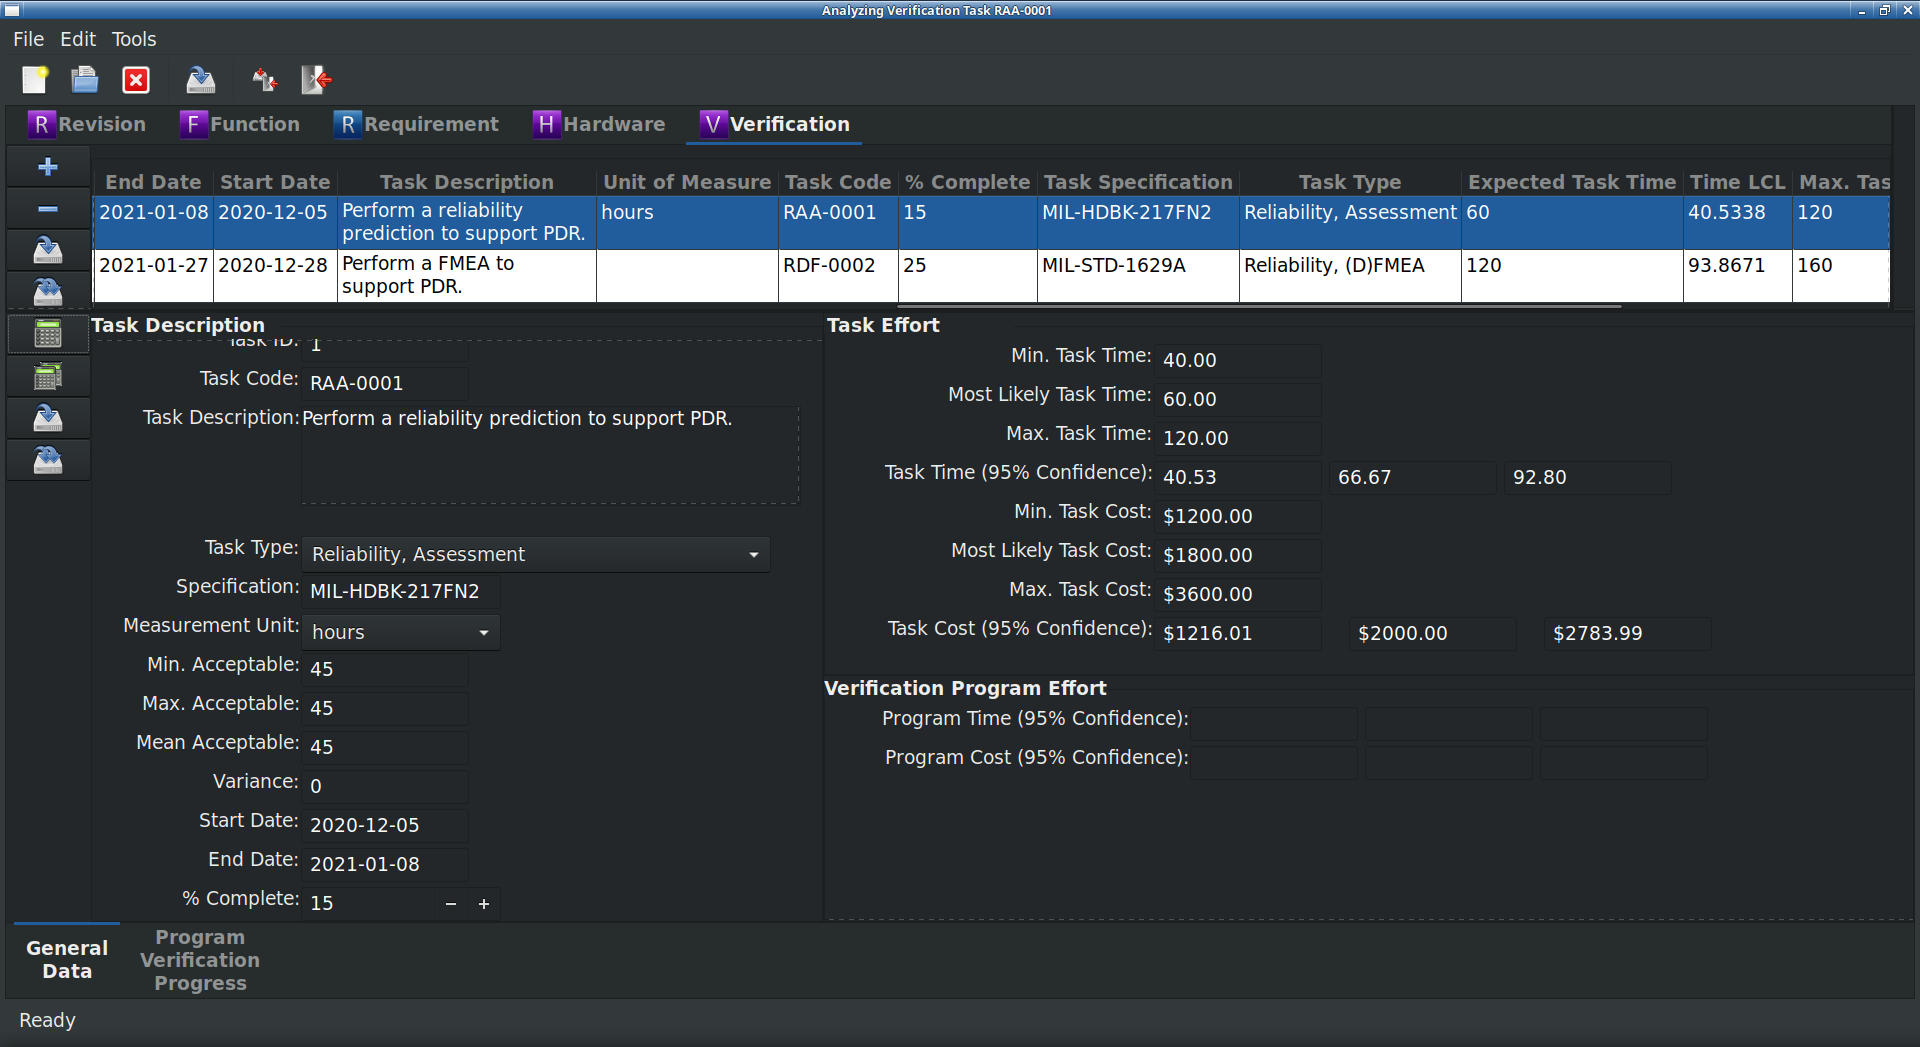 Analyzing Verification Task RAA-0001
File Edit Tools
R Revision F Function R Requirement H Hardware V Verification
End Date Start Date Task Description Unit of Measure Task Code % Complete Task Specification Task Type Expected Task Time Time LCL Max. Tas
2021-01-08 2020-12-05 Perform a reliability prediction to support PDR. hours RAA-0001 15 MIL-HDBK-217FN2 Reliability, Assessment 60 40.5338 120
2021-01-27 2020-12-28 Perform a FMEA to support PDR. RDF-0002 25 MIL-STD-1629A Reliability, (D)FMEA 120 93.8671 160
Task Description
Task ID: 1
Task Code: RAA-0001
Task Description: Perform a reliability prediction to support PDR.
Task Type: Reliability, Assessment
Specification: MIL-HDBK-217FN2
Measurement Unit: hours
Min. Acceptable: 45
Max. Acceptable: 45
Mean Acceptable: 45
Variance: 0
Start Date: 2020-12-05
End Date: 2021-01-08
% Complete: 15 − +
Task Effort
Min. Task Time: 40.00
Most Likely Task Time: 60.00
Max. Task Time: 120.00
Task Time (95% Confidence): 40.53 66.67 92.80
Min. Task Cost: $1200.00
Most Likely Task Cost: $1800.00
Max. Task Cost: $3600.00
Task Cost (95% Confidence): $1216.01 $2000.00 $2783.99
Verification Program Effort
Program Time (95% Confidence):
Program Cost (95% Confidence):
General
Data
Program
Verification
Progress
Ready